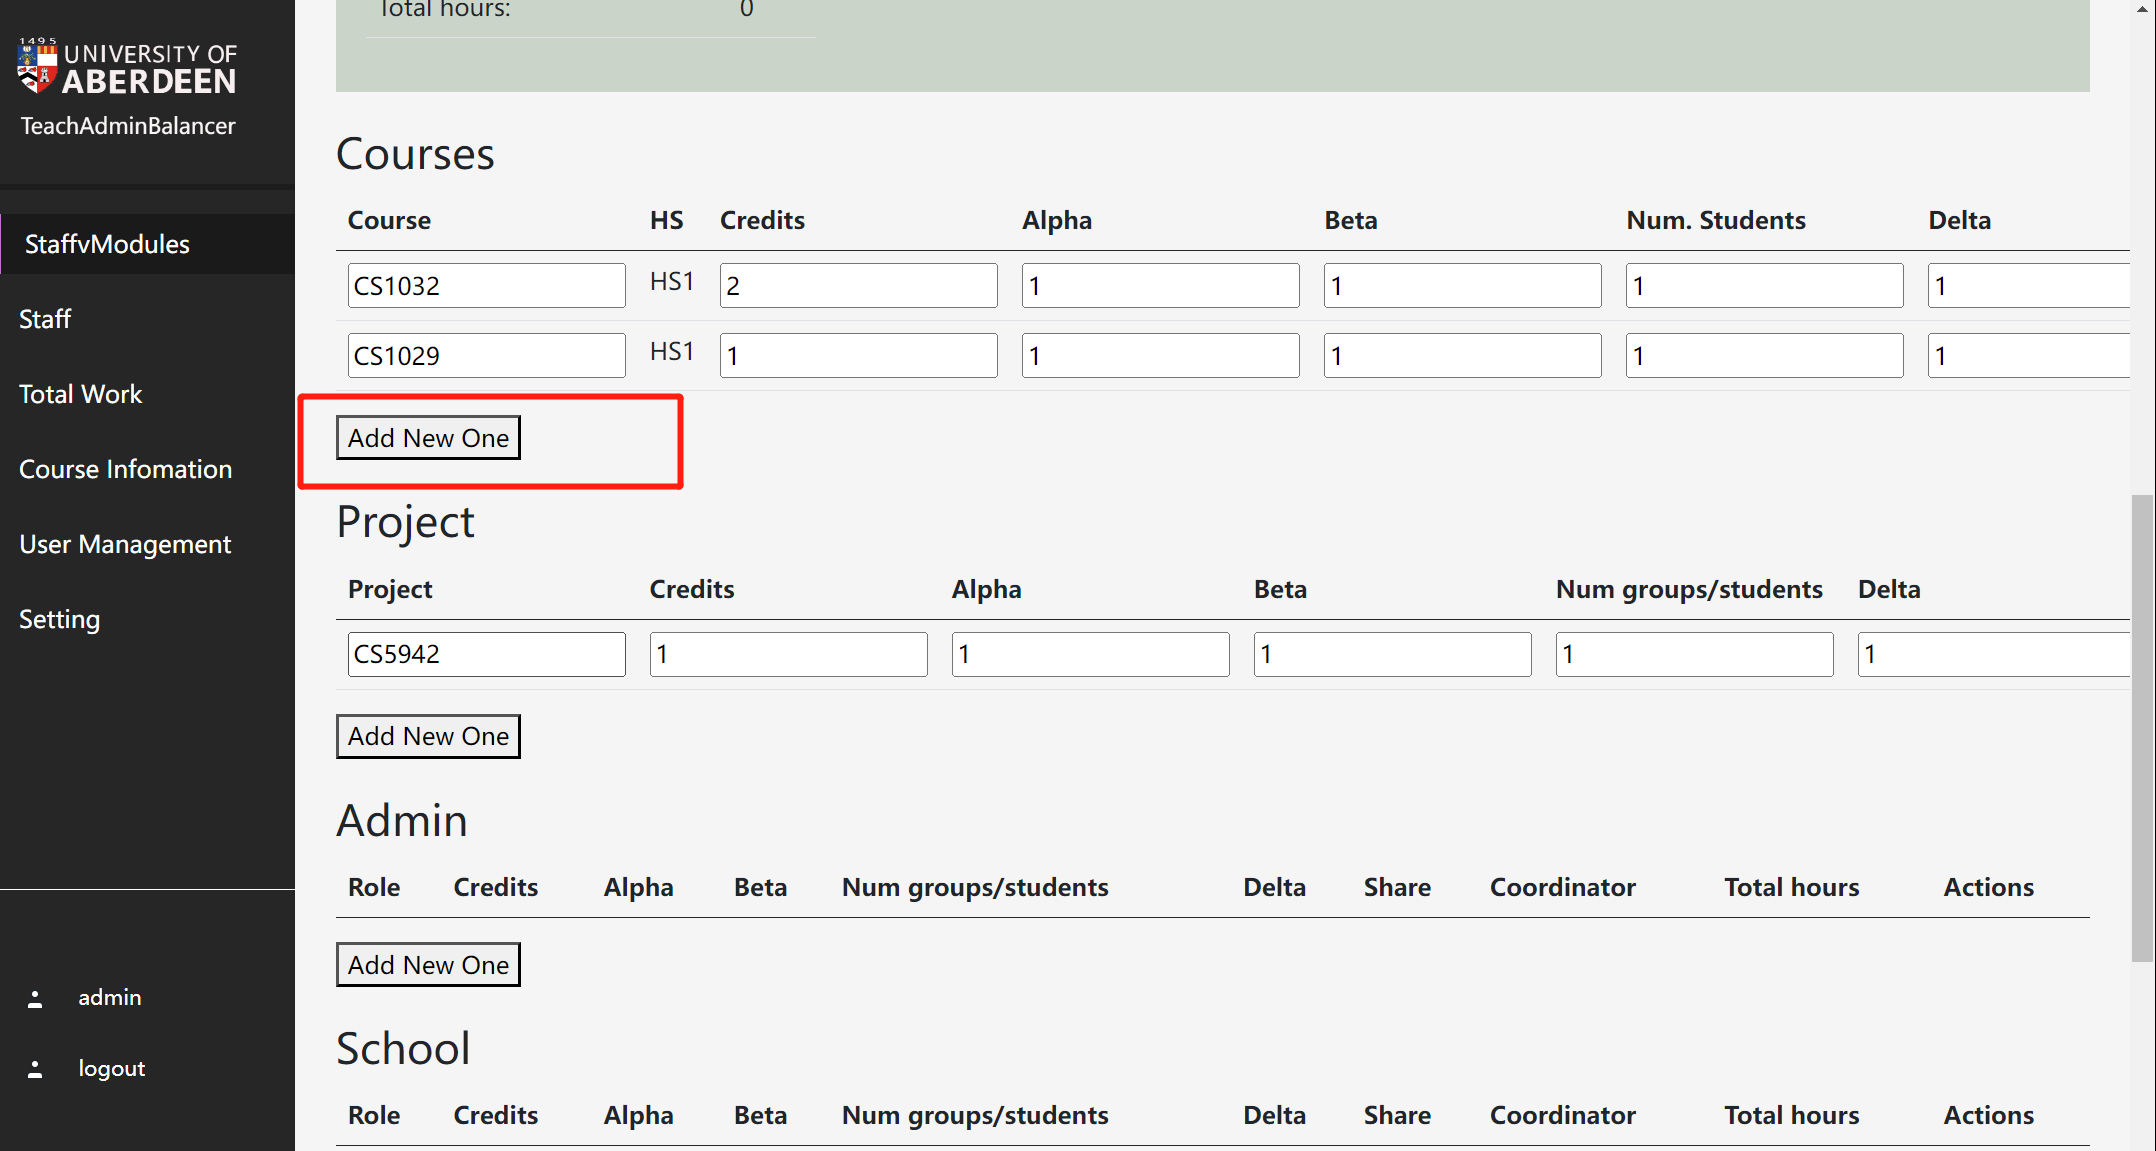 Total hours: 0
1495
UNIVERSITY OF
ABERDEEN
TeachAdminBalancer
StaffvModules
Staff
Total Work
Course Infomation
User Management
Setting
admin
logout
Courses
Course HS Credits Alpha Beta Num. Students Delta
CS1032 HS1 2 1 1 1 1
CS1029 HS1 1 1 1 1 1
Add New One
Project
Project Credits Alpha Beta Num groups/students Delta
CS5942 1 1 1 1 1
Add New One
Admin
Role Credits Alpha Beta Num groups/students Delta Share Coordinator Total hours Actions
Add New One
School
Role Credits Alpha Beta Num groups/students Delta Share Coordinator Total hours Actions